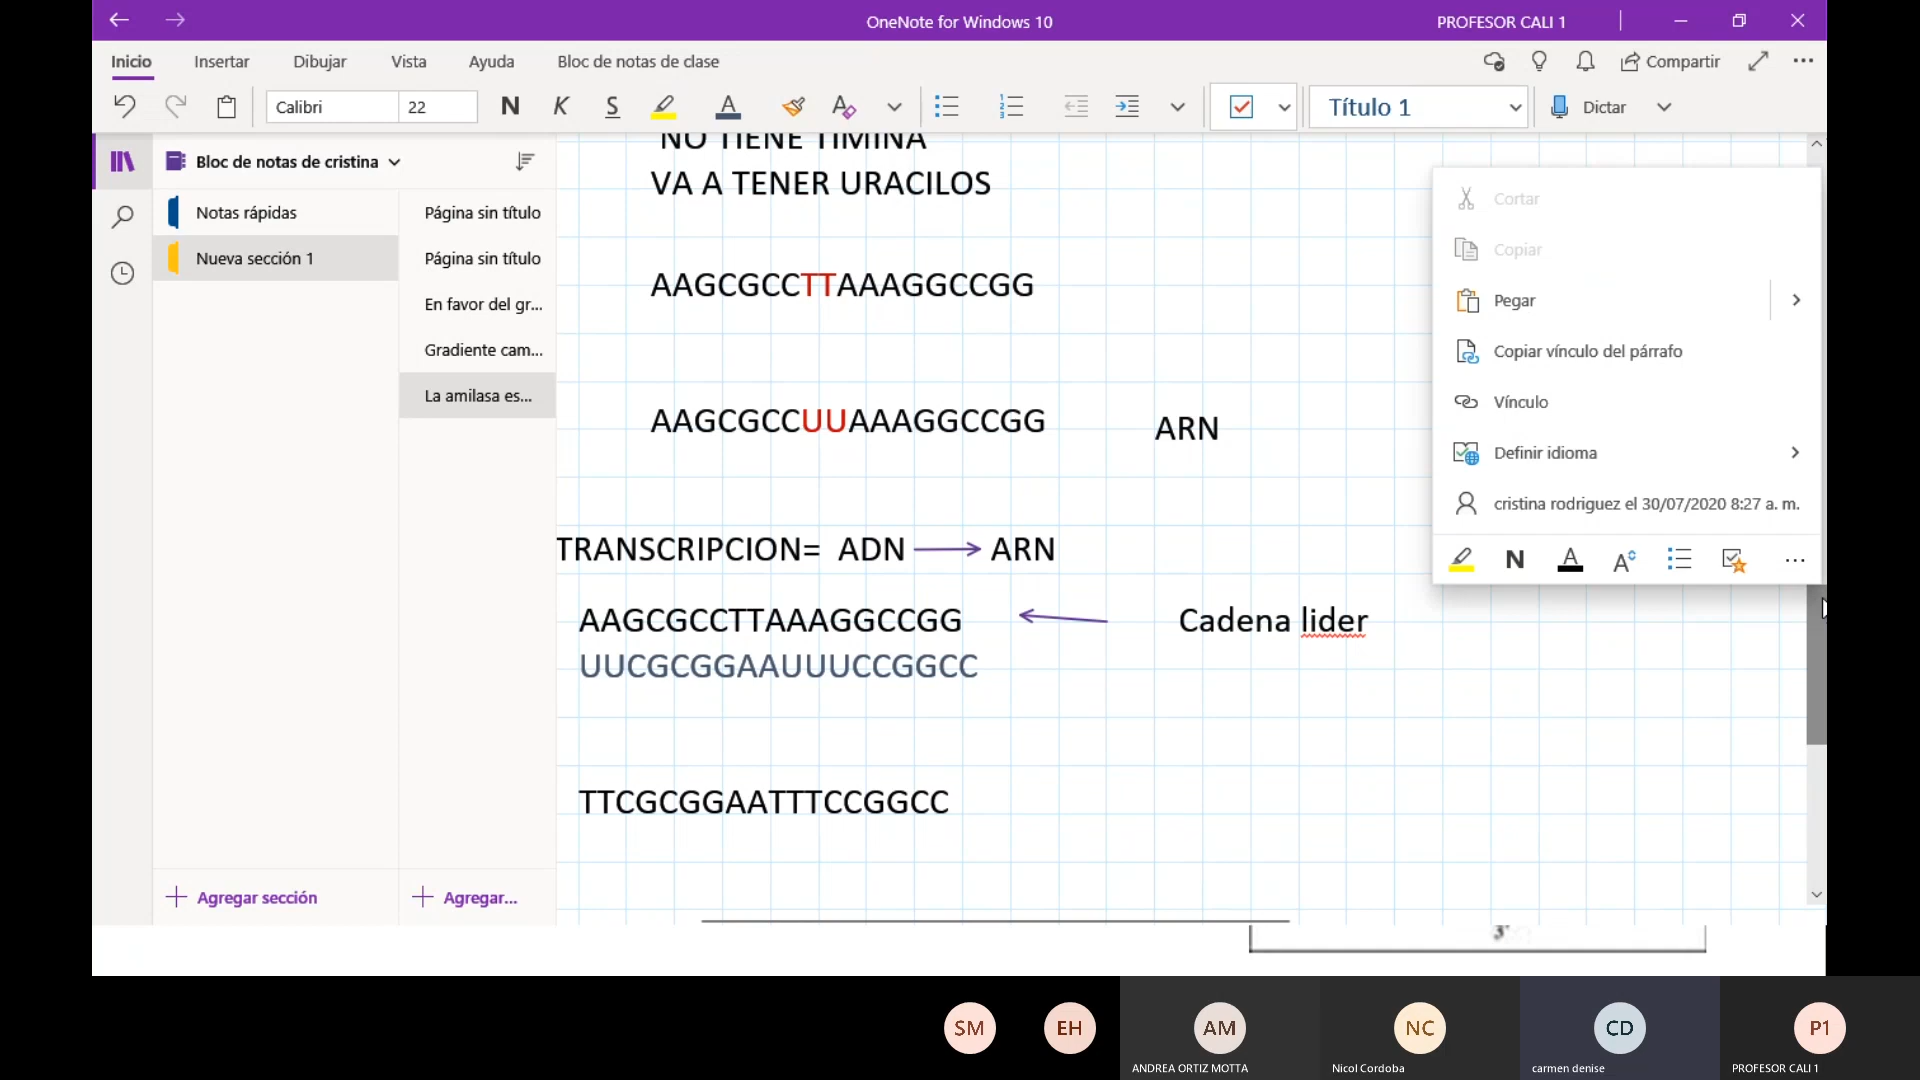 OneNote for Windows 10
PROFESOR CALI 1
Inicio
Insertar
Dibujar
Vista
Ayuda
Bloc de notas de clase
Compartir
Calibri
22
N
K
S
A
A
Título 1
Dictar
Bloc de notas de cristina
Notas rápidas
Nueva sección 1
Página sin título
Página sin título
En favor del gr...
Gradiente cam...
La amilasa es...
Agregar sección
Agregar...
NO TIENE TIMINA
VA A TENER URACILOS
AAGCGCCTTAAAGGCCGG
AAGCGCCUUAAAGGCCGG
ARN
TRANSCRIPCION= ADN ARN
AAGCGCCTTAAAGGCCGG
Cadena lider
UUCGCGGAAUUUCCGGCC
TTCGCGGAATTTCCGGCC
Cortar
Copiar
Pegar
Copiar vínculo del párrafo
Vínculo
Definir idioma
cristina rodriguez el 30/07/2020 8:27 a. m.
N
A
A
3'
SM
EH
AM
NC
CD
P1
ANDREA ORTIZ MOTTA
Nicol Cordoba
carmen denise
PROFESOR CALI 1